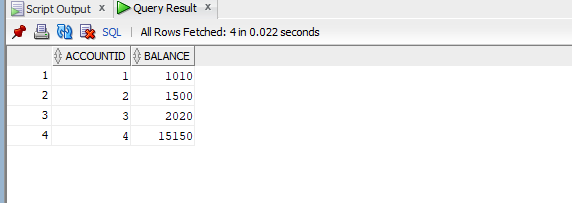 Script Output x Query Result x
SQL | All Rows Fetched: 4 in 0.022 seconds
ACCOUNTID BALANCE
1 1 1010
2 2 1500
3 3 2020
4 4 15150